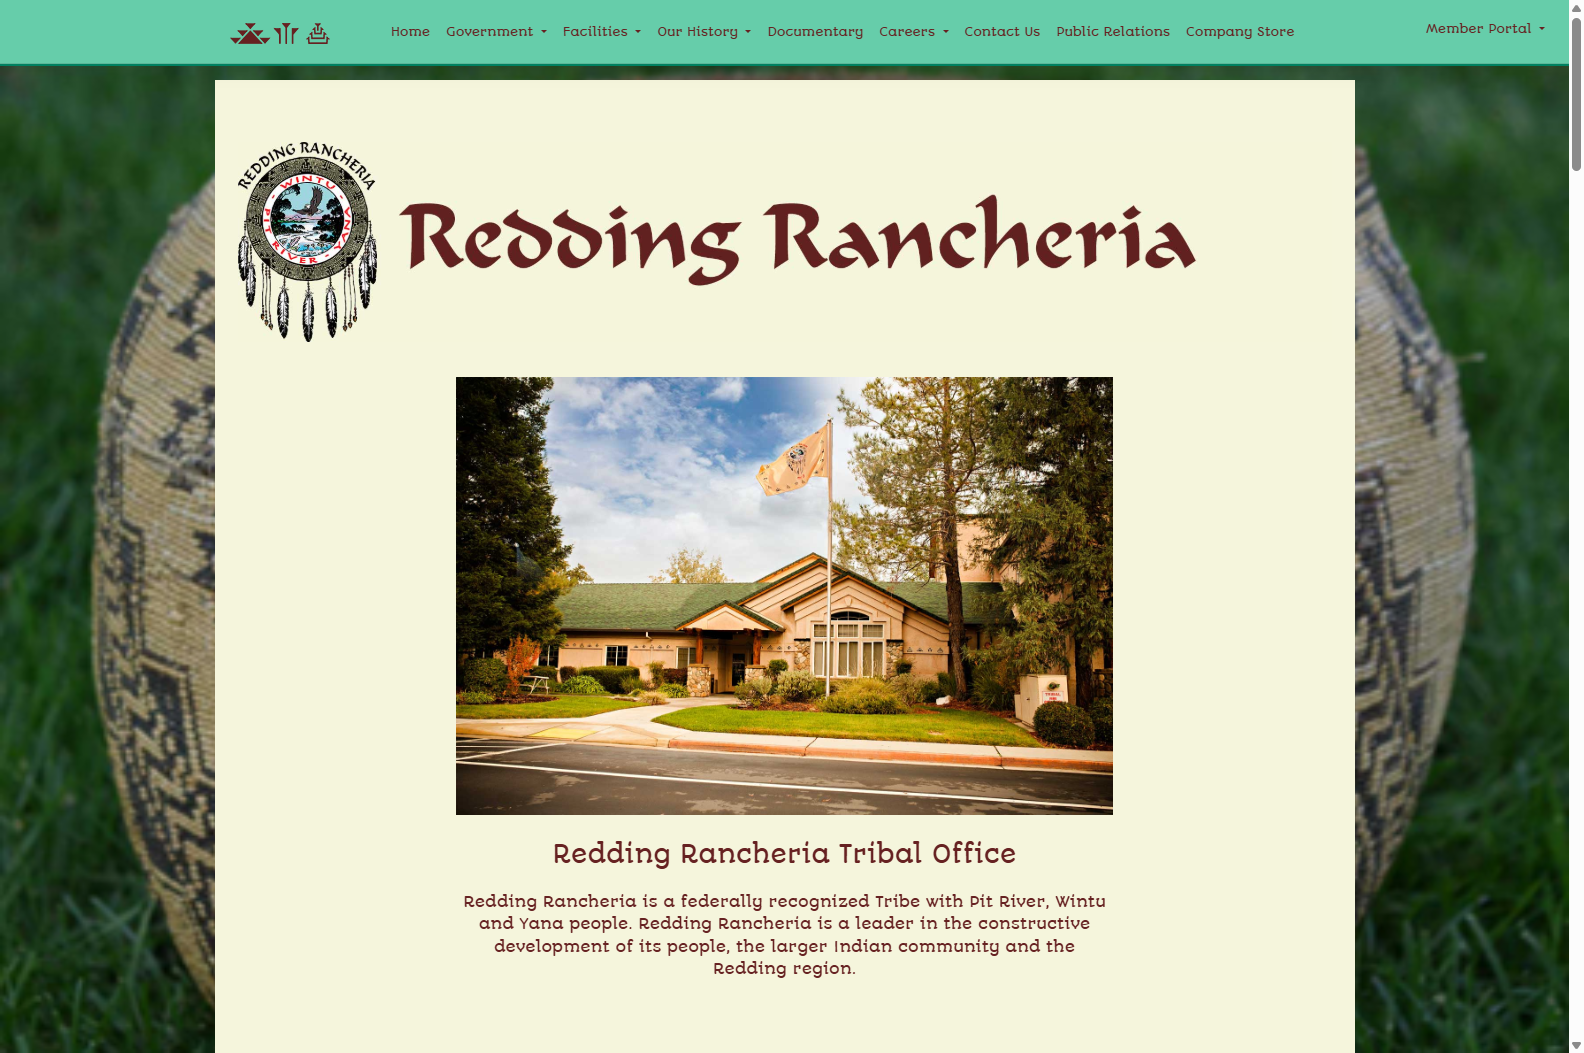 Home Government Facilities Our History Documentary Careers Contact Us Public Relations Company Store Member Portal
REDDING RANCHERIA
WINTU
PIT RIVER - YANA
Redding Rancheria
Redding Rancheria Tribal Office
Redding Rancheria is a federally recognized Tribe with Pit River, Wintu
and Yana people. Redding Rancheria is a leader in the constructive
development of its people, the larger Indian community and the
Redding region.